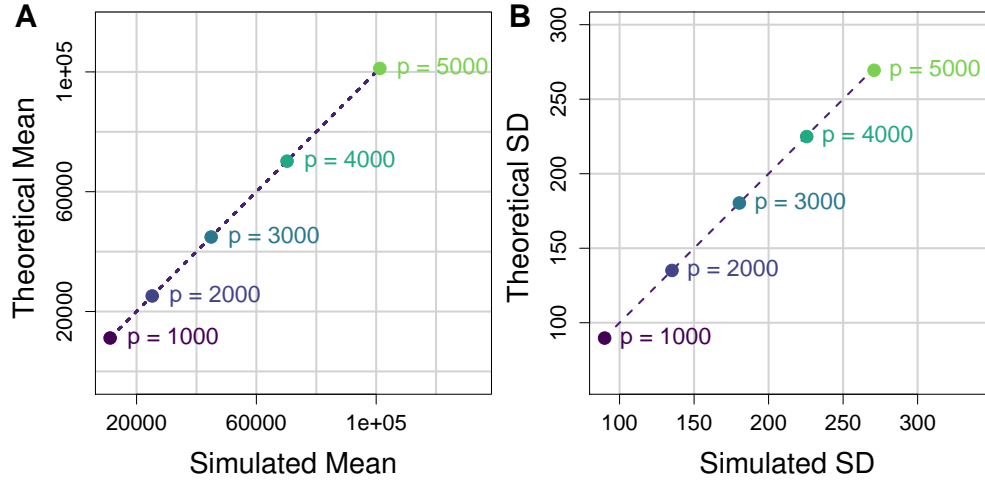 A
Theoretical Mean
1e+05
60000
20000
p = 5000
p = 4000
p = 3000
p = 2000
p = 1000
20000 60000 1e+05
Simulated Mean
B
Theoretical SD
300
250
200
150
100
p = 5000
p = 4000
p = 3000
p = 2000
p = 1000
100 150 200 250 300
Simulated SD